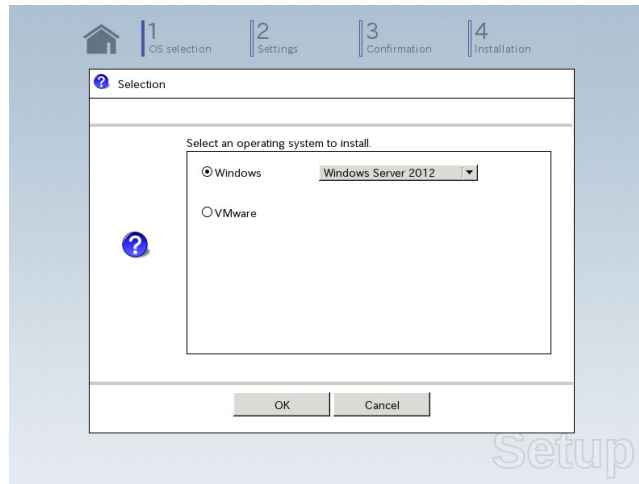 1 OS selection
2 Settings
3 Confirmation
4 Installation
Selection
Select an operating system to install.
Windows
Windows Server 2012
VMware
OK
Cancel
Setup